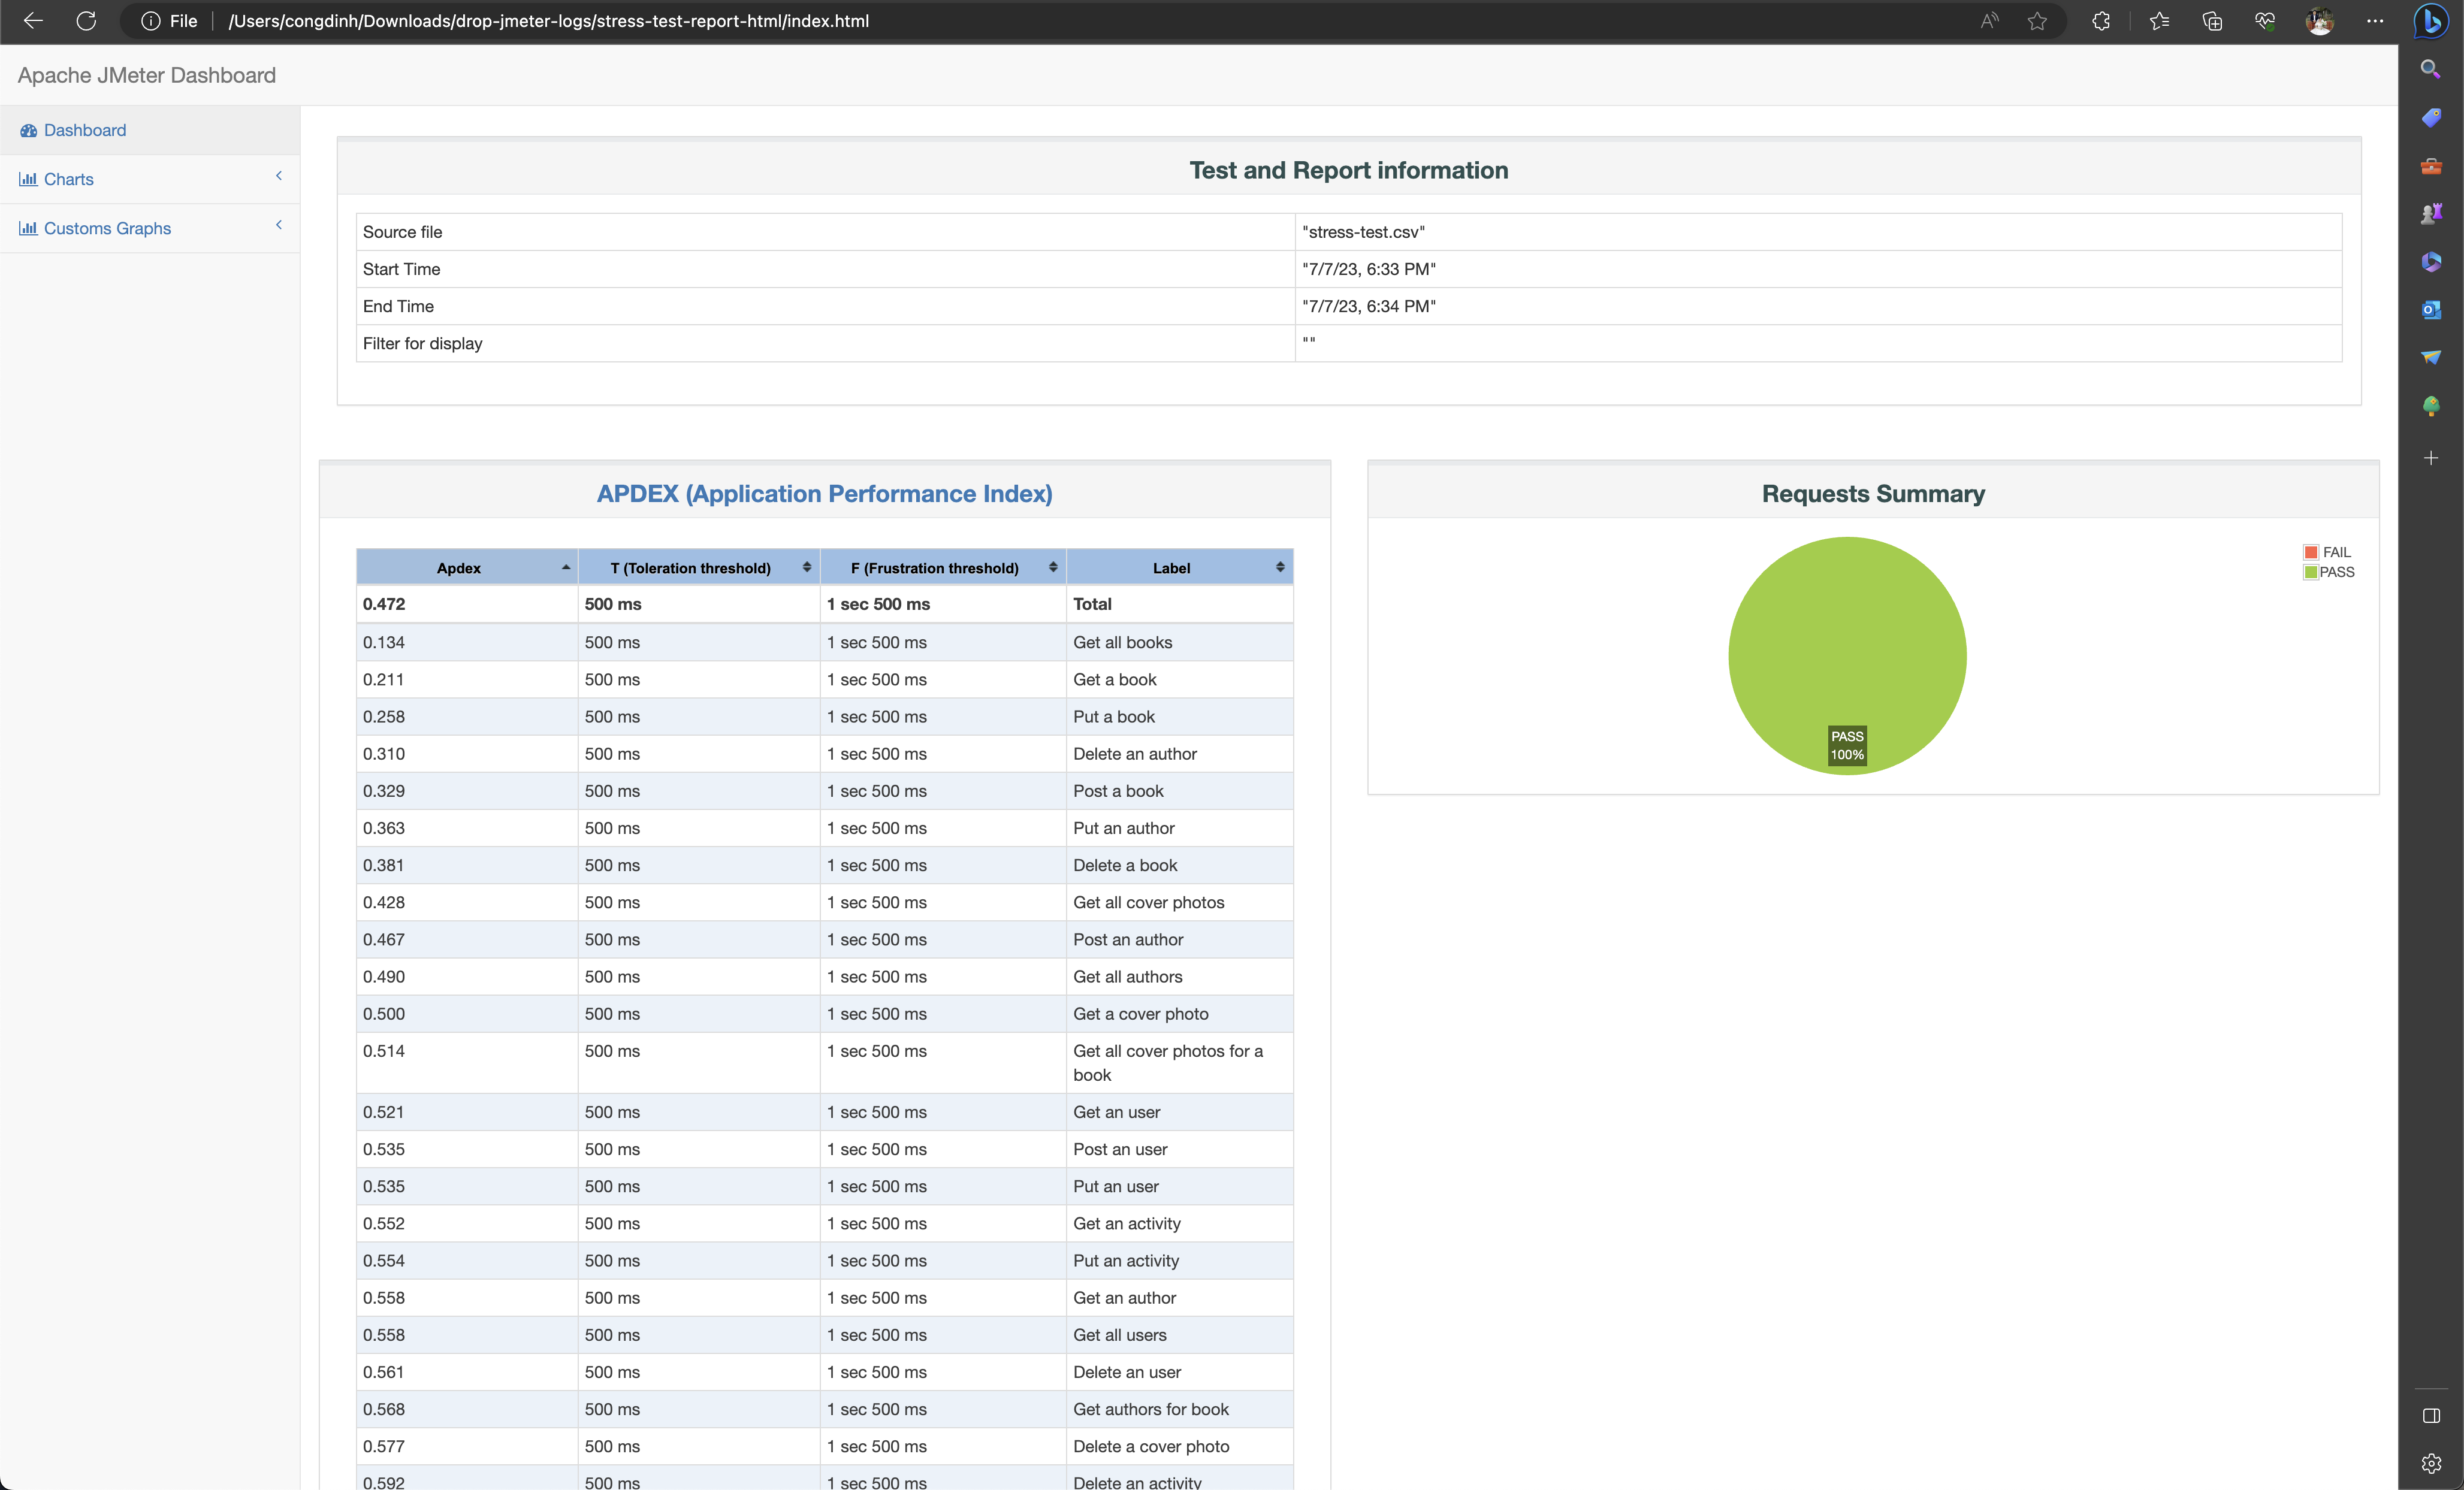 File /Users/congdinh/Downloads/drop-jmeter-logs/stress-test-report-html/index.html
Apache JMeter Dashboard
Dashboard
Charts
Customs Graphs
Test and Report information
Source file "stress-test.csv"
Start Time "7/7/23, 6:33 PM"
End Time "7/7/23, 6:34 PM"
Filter for display ""
APDEX (Application Performance Index)
Apdex T (Toleration threshold) F (Frustration threshold) Label
0.472 500 ms 1 sec 500 ms Total
0.134 500 ms 1 sec 500 ms Get all books
0.211 500 ms 1 sec 500 ms Get a book
0.258 500 ms 1 sec 500 ms Put a book
0.310 500 ms 1 sec 500 ms Delete an author
0.329 500 ms 1 sec 500 ms Post a book
0.363 500 ms 1 sec 500 ms Put an author
0.381 500 ms 1 sec 500 ms Delete a book
0.428 500 ms 1 sec 500 ms Get all cover photos
0.467 500 ms 1 sec 500 ms Post an author
0.490 500 ms 1 sec 500 ms Get all authors
0.500 500 ms 1 sec 500 ms Get a cover photo
0.514 500 ms 1 sec 500 ms Get all cover photos for a
book
0.521 500 ms 1 sec 500 ms Get an user
0.535 500 ms 1 sec 500 ms Post an user
0.535 500 ms 1 sec 500 ms Put an user
0.552 500 ms 1 sec 500 ms Get an activity
0.554 500 ms 1 sec 500 ms Put an activity
0.558 500 ms 1 sec 500 ms Get an author
0.558 500 ms 1 sec 500 ms Get all users
0.561 500 ms 1 sec 500 ms Delete an user
0.568 500 ms 1 sec 500 ms Get authors for book
0.577 500 ms 1 sec 500 ms Delete a cover photo
0.592 500 ms 1 sec 500 ms Delete an activity
Requests Summary
FAIL
PASS
PASS
100%